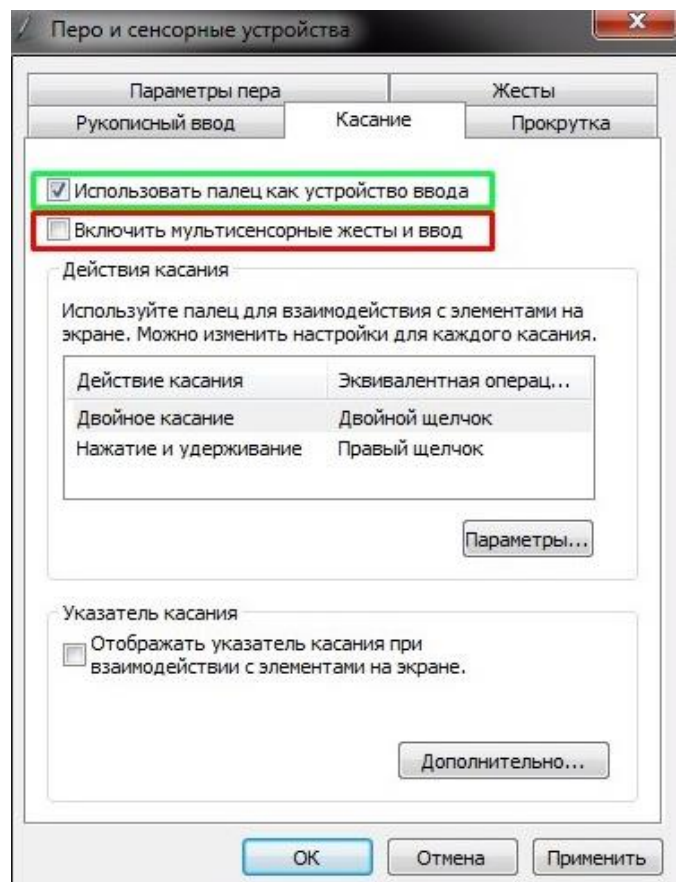 Перо и сенсорные устройства
Параметры пера
Жесты
Рукописный ввод
Касание
Прокрутка
Использовать палец как устройство ввода
Включить мультисенсорные жесты и ввод
Действия касания
Используйте палец для взаимодействия с элементами на
экране. Можно изменить настройки для каждого касания.
Действие касания
Эквивалентная операц...
Двойное касание
Двойной щелчок
Нажатие и удерживание
Правый щелчок
Параметры...
Указатель касания
Отображать указатель касания при
взаимодействии с элементами на экране.
Дополнительно...
ОК
Отмена
Применить